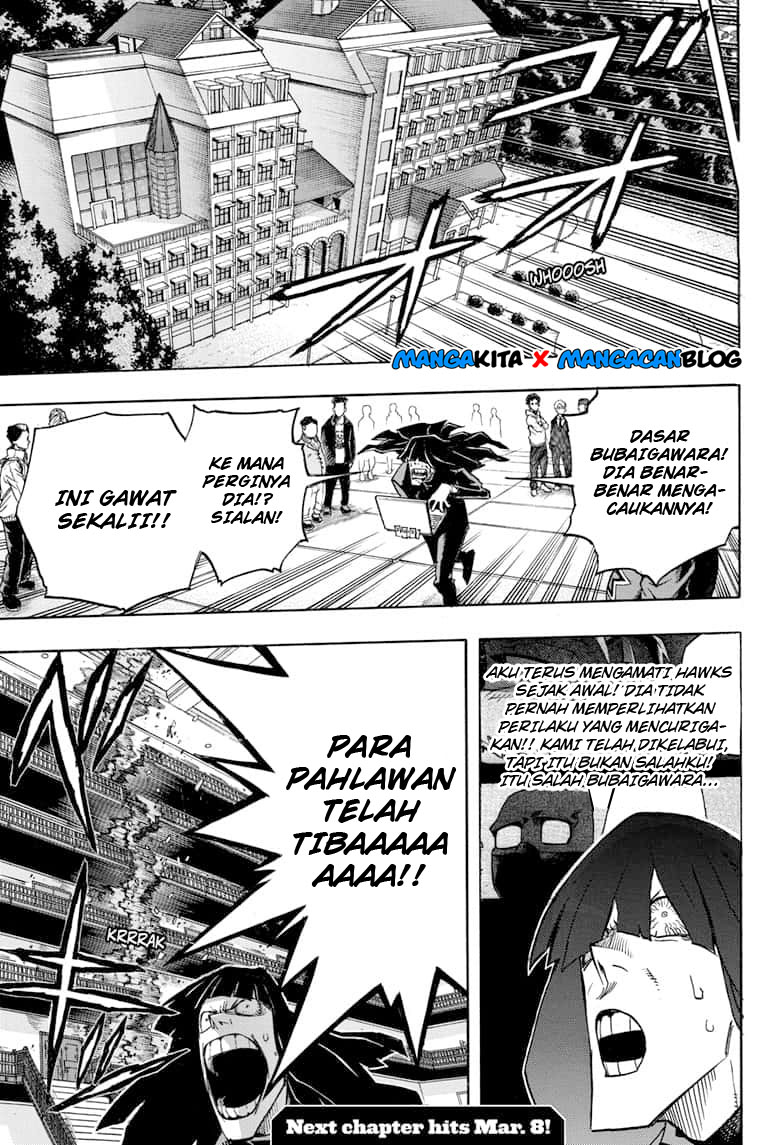 WHOOOSH
MANGAKITA X MANGACANBLOG
DASAR
BUBAIGAWARA!
DIA BENAR-
BENAR MENGA-
CAUKANNYA!
KE MANA
PERGINYA
DIA!?
SIALAN!
INI GAWAT
SEKALII!!
AKU TERUS MENGAMATI HAWKS
SEJAK AWAL! DIA TIDAK
PERNAH MEMPERLIHATKAN
PERILAKU YANG MENCURIGA-
KAN!! KAMI TELAH DIKELABUI,
TAPI ITU BUKAN SALAHKU!
ITU SALAH BUBAIGAWARA...
PARA
PAHLAWAN
TELAH
TIBAAAAA
AAAA!!
KRRRAK
Next chapter hits Mar. 8!